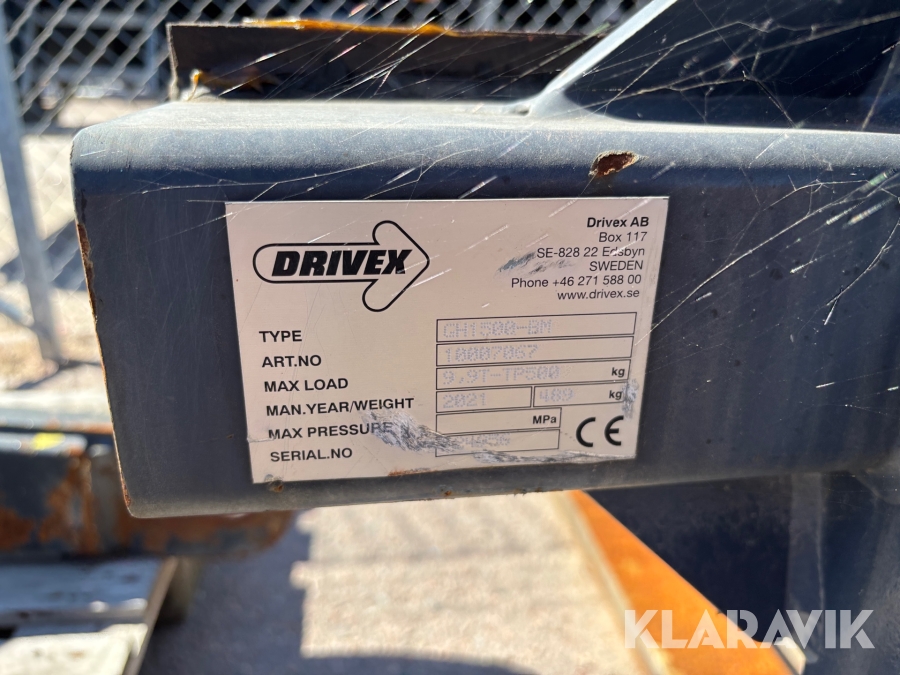 DRIVEX
Drivex AB
Box 117
SE-828 22 Edsbyn
SWEDEN
Phone +46 271 588 00
www.drivex.se
TYPE GH1500-BM
ART.NO 10007067
MAX LOAD 9,9T-TP500 kg
MAN.YEAR/WEIGHT 2021 480 kg
MAX PRESSURE MPa
SERIAL.NO
CE
KLARAVIK